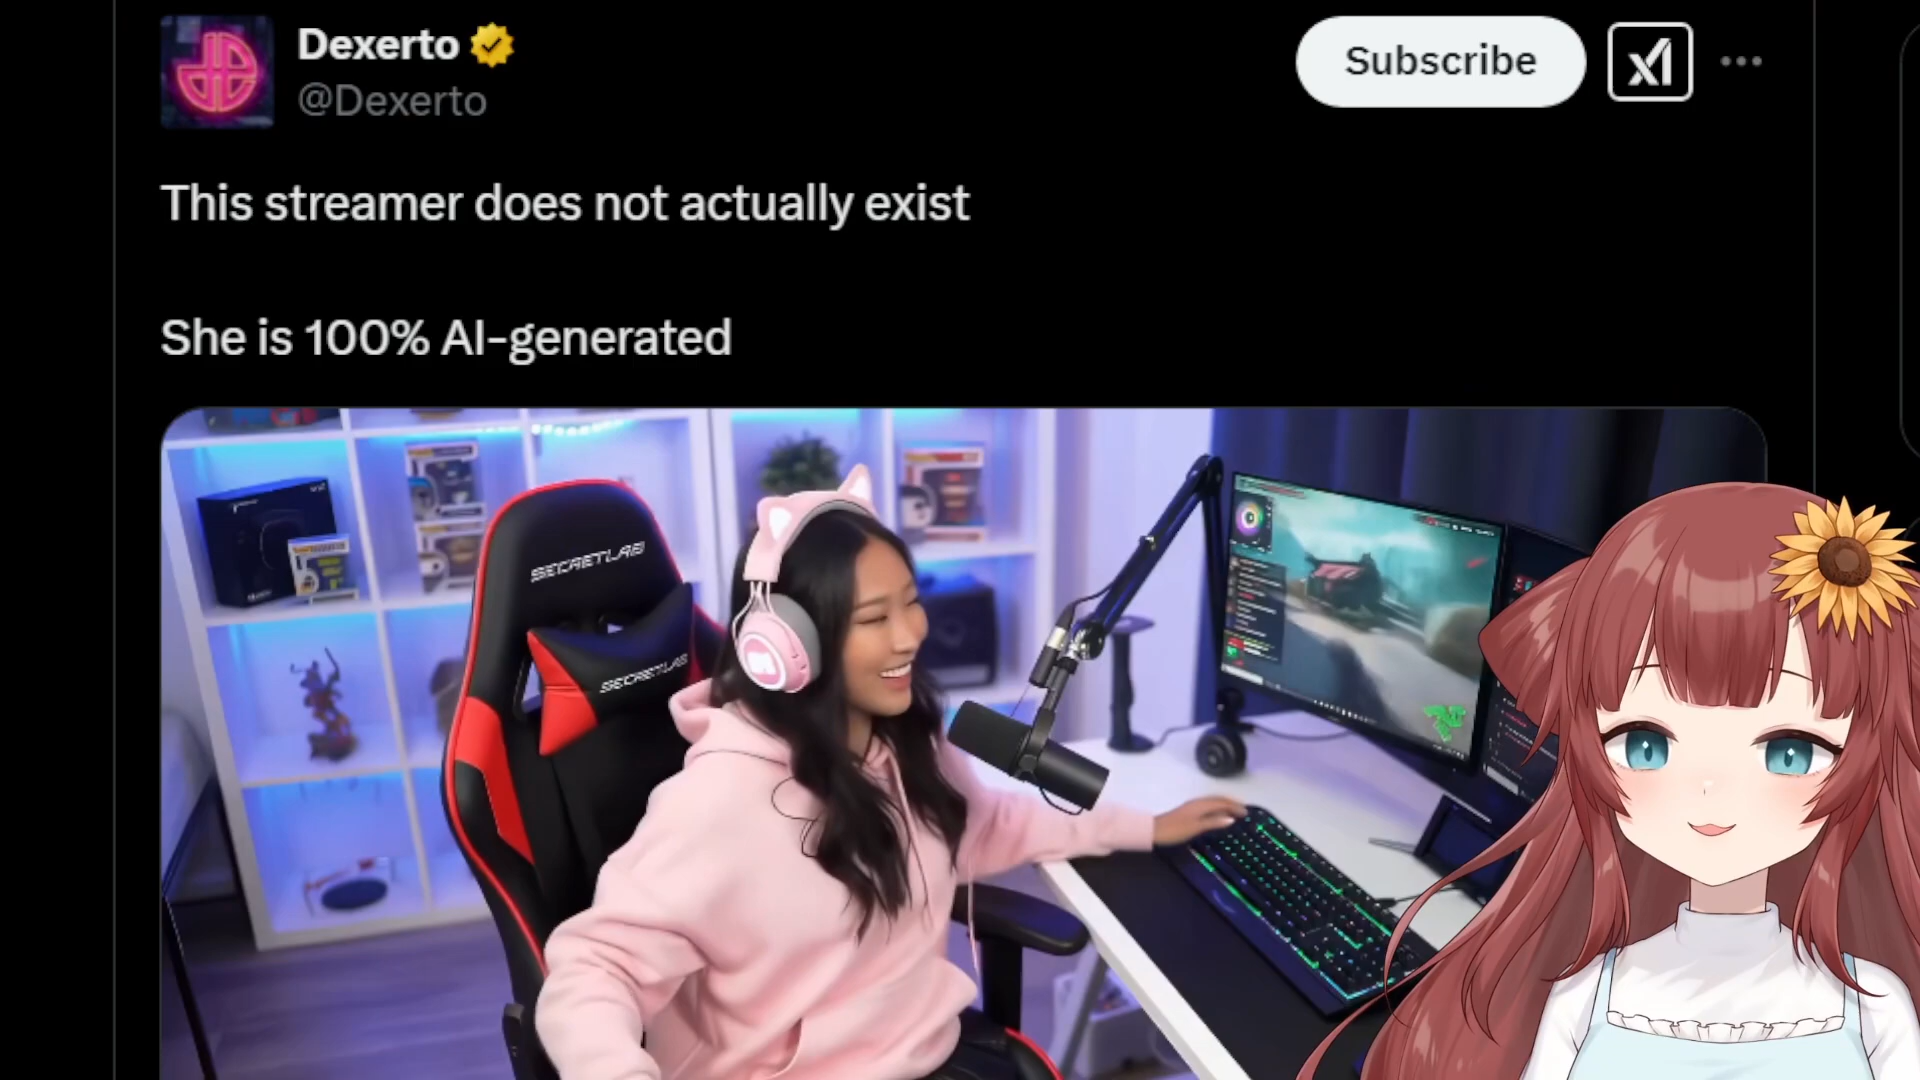 Dexerto
Subscribe
@Dexerto
This streamer does not actually exist
She is 100% AI-generated
SECRETLAB
SECRETLAB